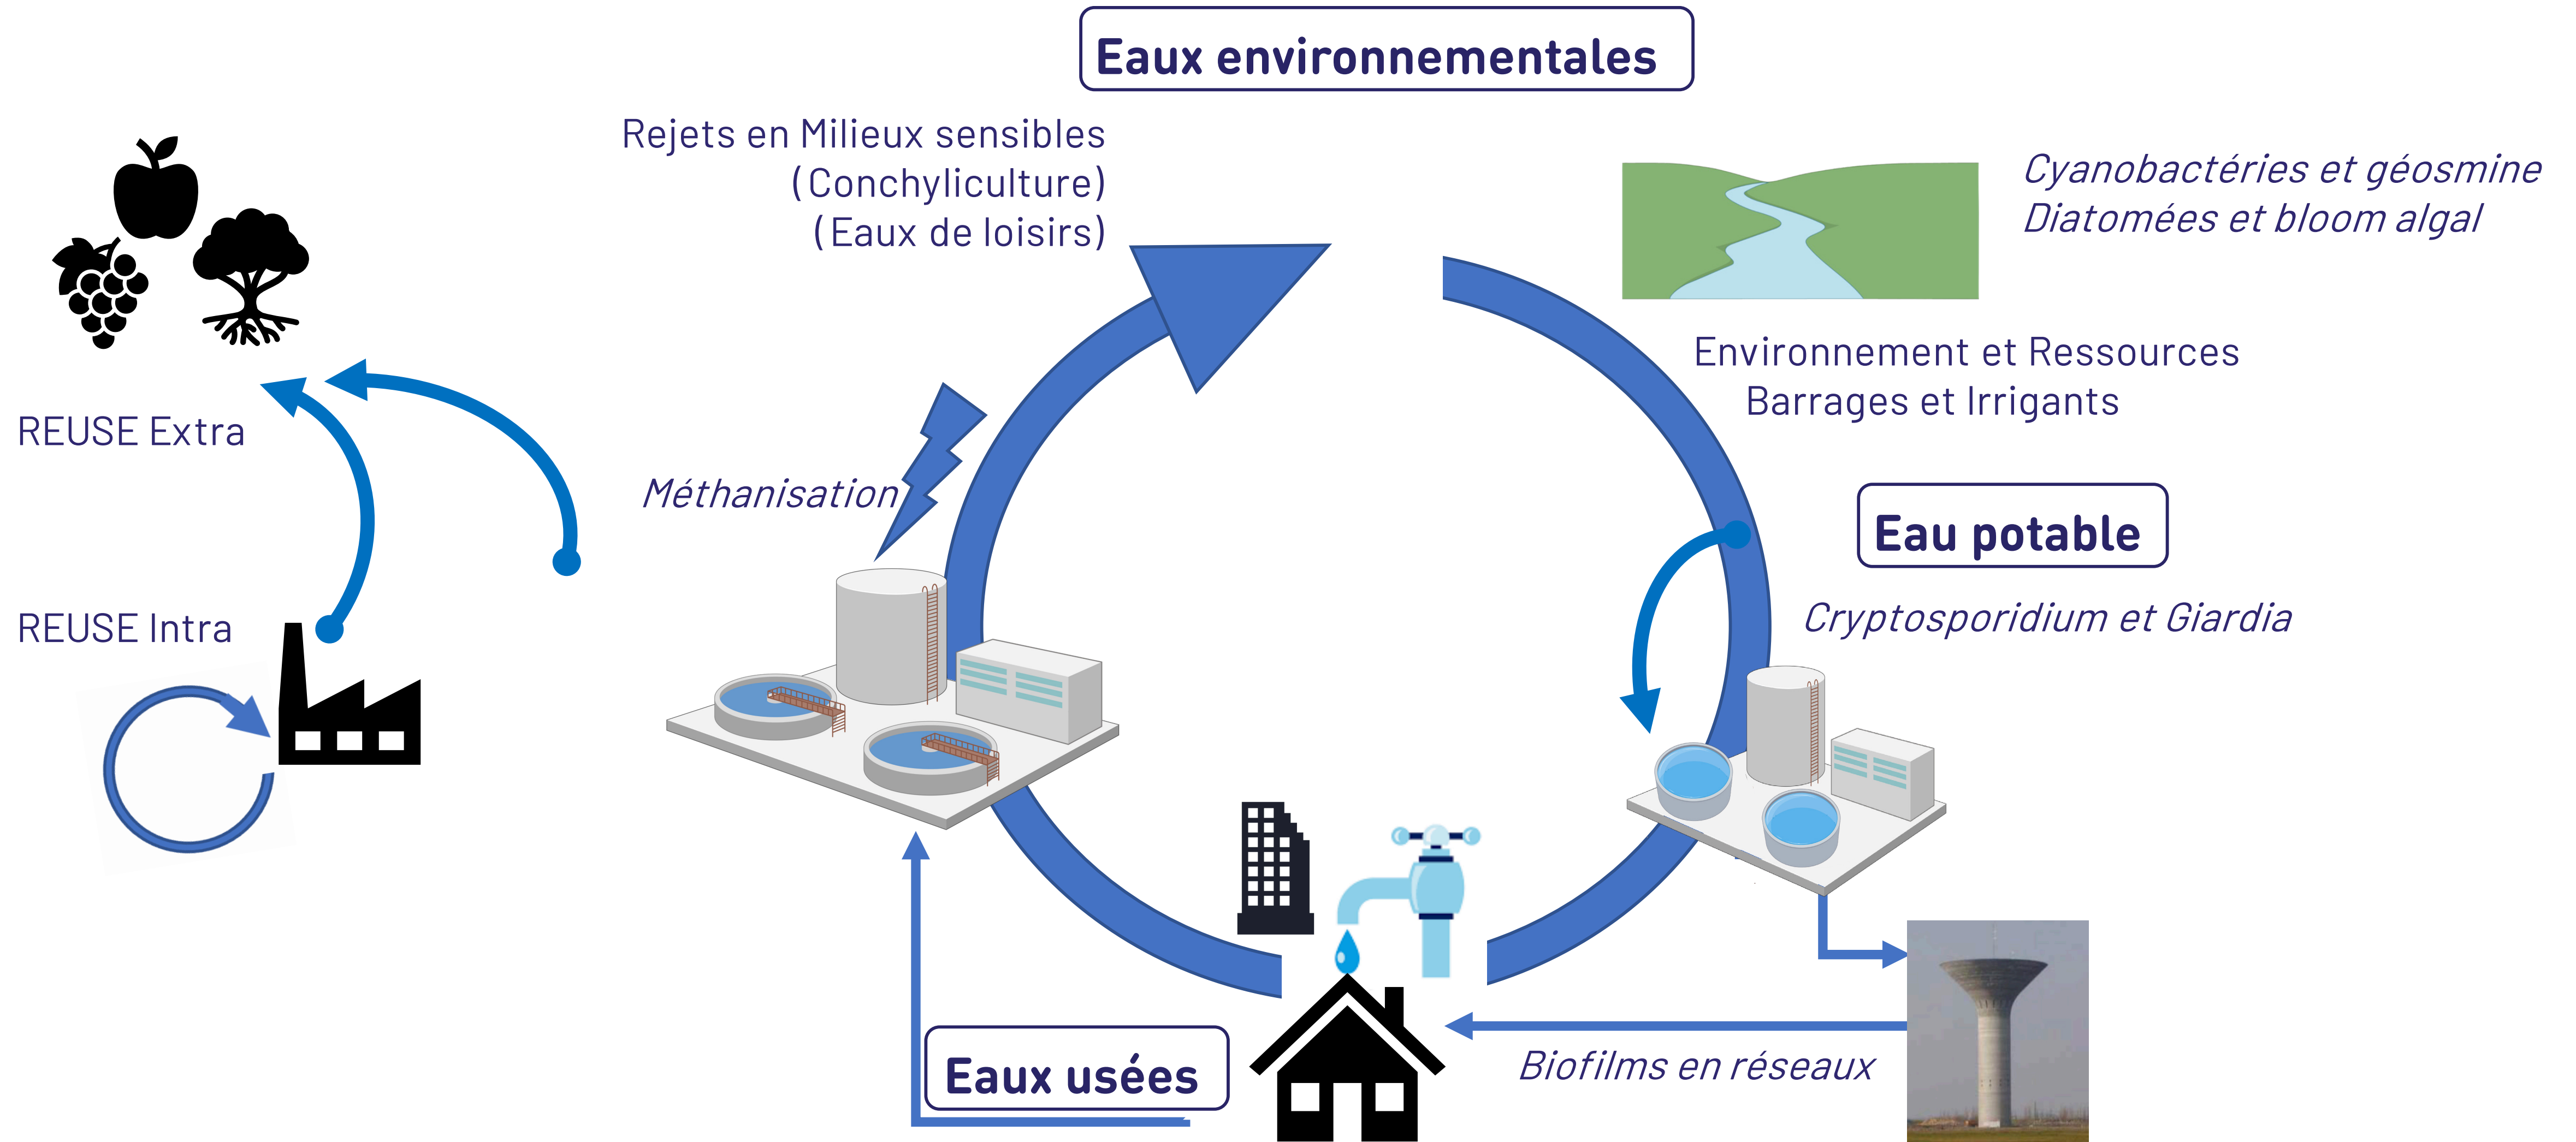 Eaux environnementales
Rejets en Milieux sensibles
(Conchyliculture)
(Eaux de loisirs)
Cyanobactéries et géosmine
Diatomées et bloom algal
Environnement et Ressources
Barrages et Irrigants
REUSE Extra
Méthanisation
Eau potable
Cryptosporidium et Giardia
REUSE Intra
Eaux usées
Biofilms en réseaux